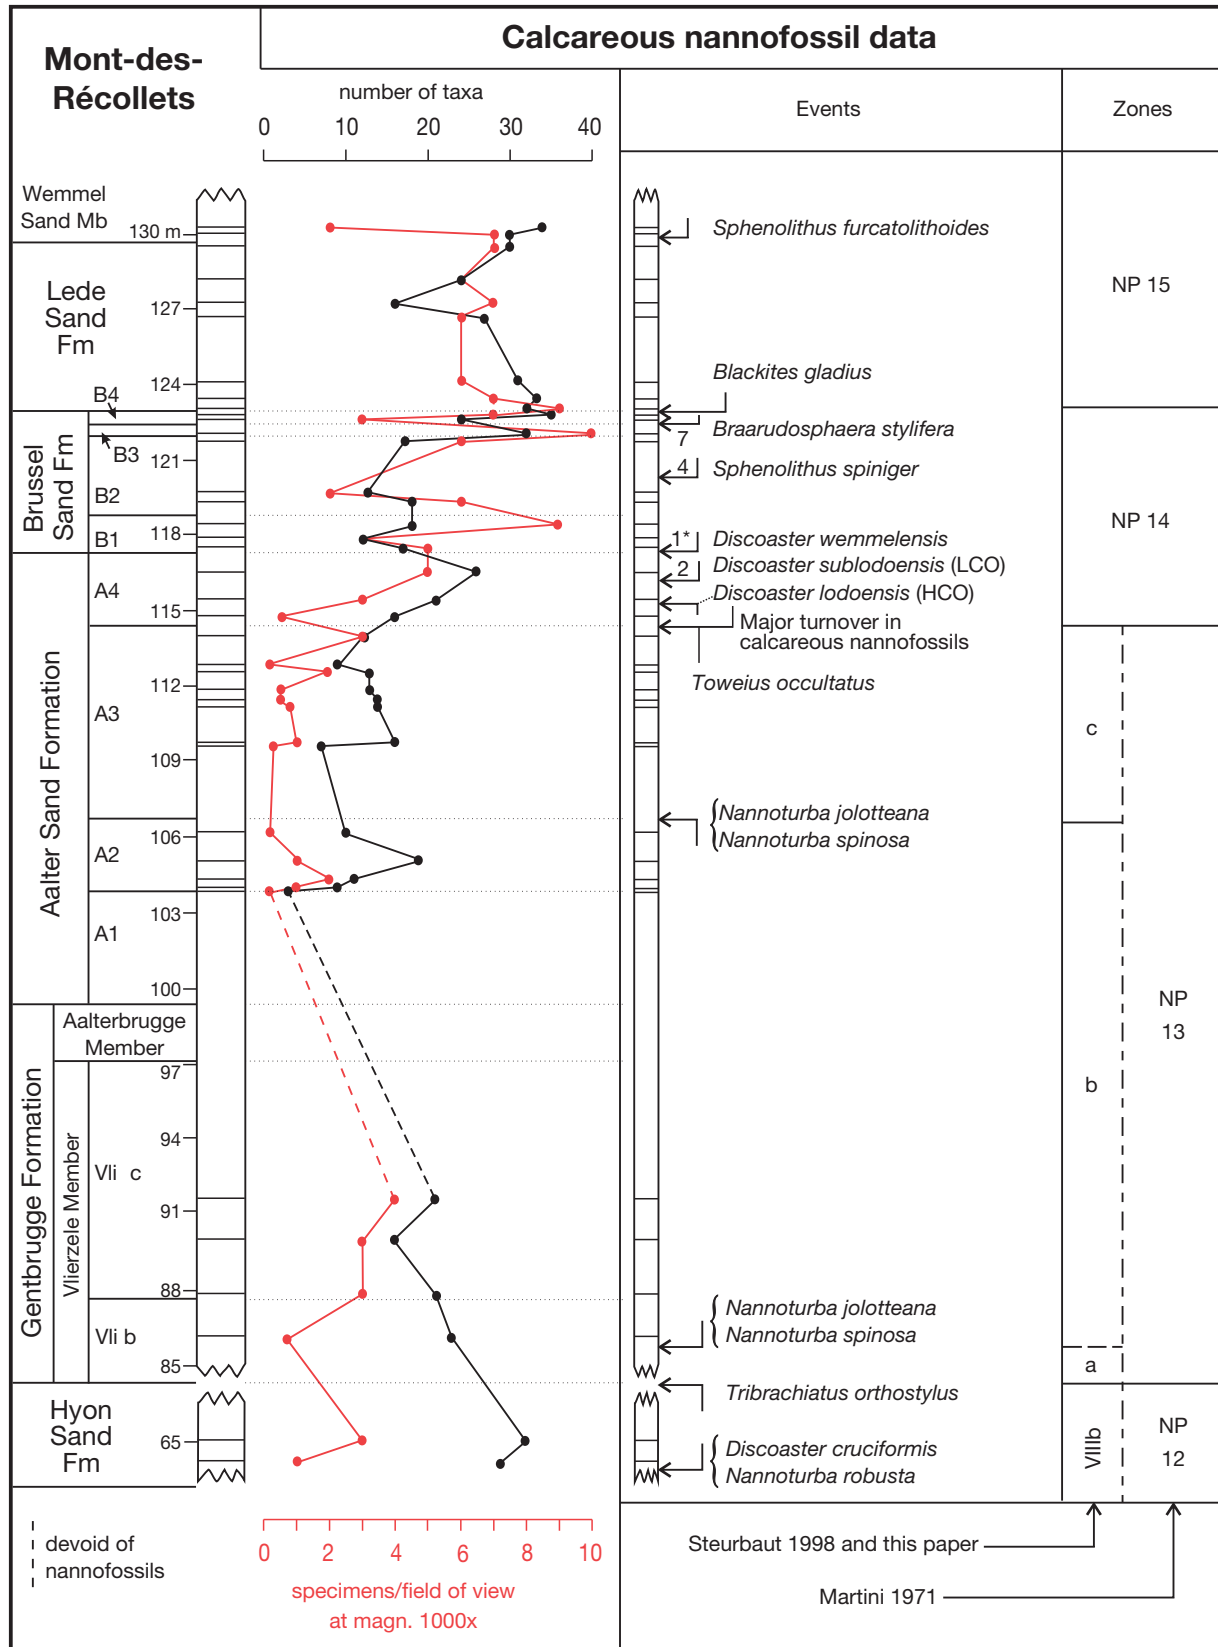 Mont-des-
Récollets
Calcareous nannofossil data
number of taxa
0 10 20 30 40
Events
Zones
Wemmel
Sand Mb
130 m
Lede
Sand
Fm
127
124
B4
B3
Brussel
Sand Fm
121
B2
118
B1
A4
115
Aalter Sand Formation
112
A3
109
106
A2
103
A1
100
Aalterbrugge
Member
97
Gentbrugge Formation
Vlierzele Member
94
Vli c
91
88
Vli b
85
Hyon
Sand
Fm
65
Sphenolithus furcatolithoides
Blackites gladius
7 Braarudosphaera stylifera
4 Sphenolithus spiniger
1* Discoaster wemmelensis
2 Discoaster sublodoensis (LCO)
Discoaster lodoensis (HCO)
Major turnover in
calcareous nannofossils
Toweius occultatus
{Nannoturba jolotteana
Nannoturba spinosa
{Nannoturba jolotteana
Nannoturba spinosa
Tribrachiatus orthostylus
{Discoaster cruciformis
Nannoturba robusta
NP 15
NP 14
c
b
a
NP
13
VIIIb
NP
12
devoid of
nannofossils
0 2 4 6 8 10
specimens/field of view
at magn. 1000x
Steurbaut 1998 and this paper
Martini 1971